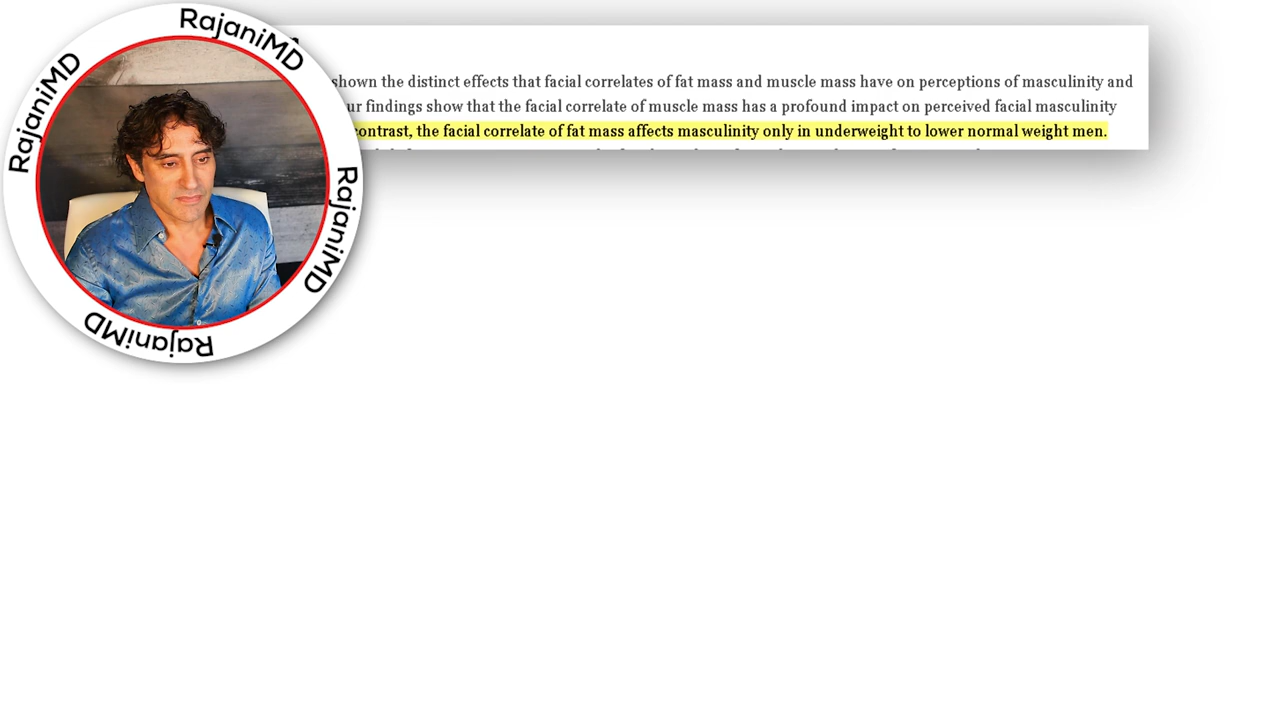 RajaniMD
RajaniMD
RajaniMD
RajaniMD
shown the distinct effects that facial correlates of fat mass and muscle mass have on perceptions of masculinity and
ur findings show that the facial correlate of muscle mass has a profound impact on perceived facial masculinity
contrast, the facial correlate of fat mass affects masculinity only in underweight to lower normal weight men.